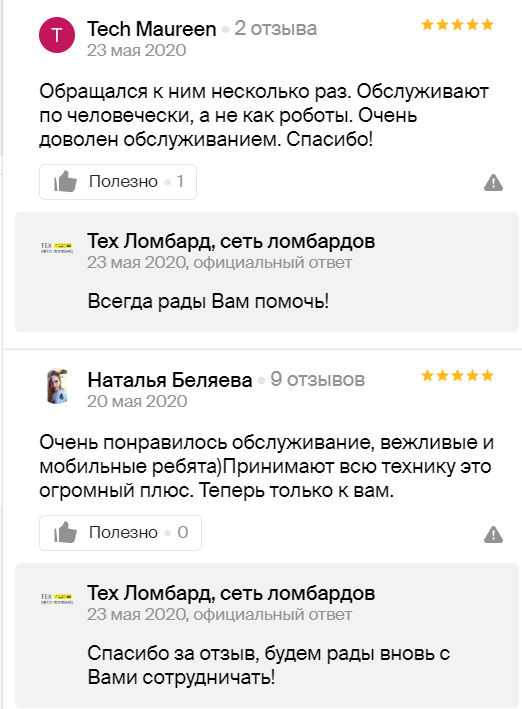 T
Tech Maureen 2 отзыва
23 мая 2020
Обращался к ним несколько раз. Обслуживают
по человечески, а не как роботы. Очень
доволен обслуживанием. Спасибо!
Полезно 1
ТЕХ
АВТО ЛОМБАРД
Тех Ломбард, сеть ломбардов
23 мая 2020, официальный ответ
Всегда рады Вам помочь!
Наталья Беляева 9 отзывов
20 мая 2020
Очень понравилось обслуживание, вежливые и
мобильные ребята)Принимают всю технику это
огромный плюс. Теперь только к вам.
Полезно 0
ТЕХ
АВТО ЛОМБАРД
Тех Ломбард, сеть ломбардов
23 мая 2020, официальный ответ
Спасибо за отзыв, будем рады вновь с
Вами сотрудничать!